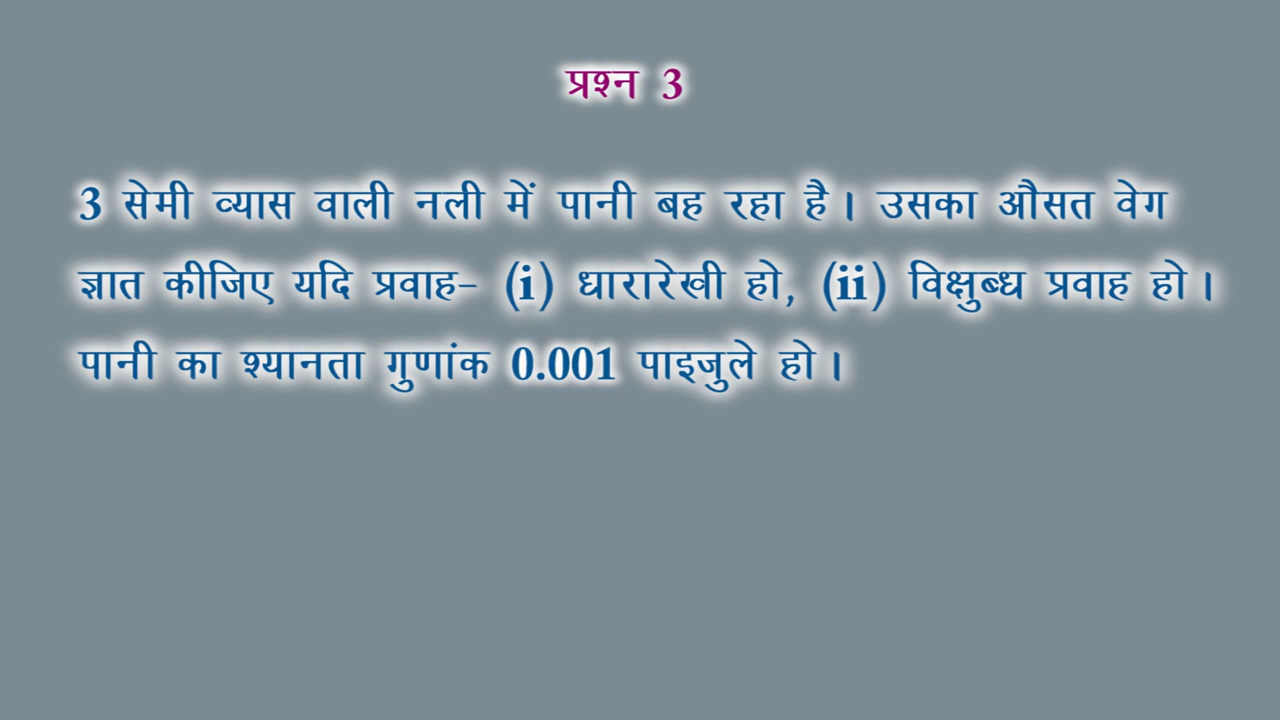 प्रश्न 3
3 सेमी व्यास वाली नली में पानी बह रहा है। उसका औसत वेग
ज्ञात कीजिए यदि प्रवाह- (i) धारारेखी हो, (ii) विक्षुब्ध प्रवाह हो।
पानी का श्यानता गुणांक 0.001 पाइजुले हो।